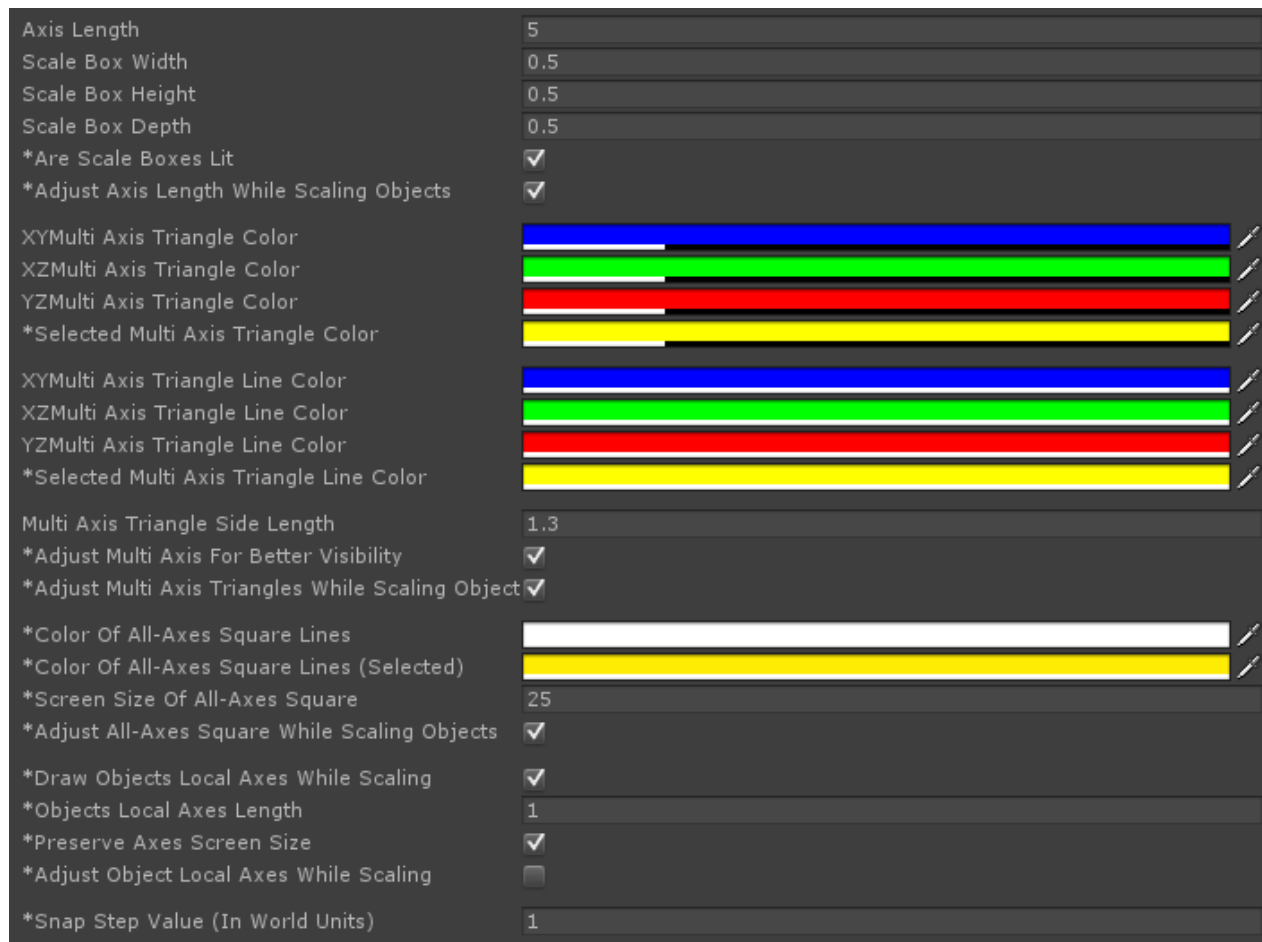 Axis Length 5
Scale Box Width 0.5
Scale Box Height 0.5
Scale Box Depth 0.5
*Are Scale Boxes Lit
*Adjust Axis Length While Scaling Objects
XYMulti Axis Triangle Color
XZMulti Axis Triangle Color
YZMulti Axis Triangle Color
*Selected Multi Axis Triangle Color
XYMulti Axis Triangle Line Color
XZMulti Axis Triangle Line Color
YZMulti Axis Triangle Line Color
*Selected Multi Axis Triangle Line Color
Multi Axis Triangle Side Length 1.3
*Adjust Multi Axis For Better Visibility
*Adjust Multi Axis Triangles While Scaling Object
*Color Of All-Axes Square Lines
*Color Of All-Axes Square Lines (Selected)
*Screen Size Of All-Axes Square 25
*Adjust All-Axes Square While Scaling Objects
*Draw Objects Local Axes While Scaling
*Objects Local Axes Length 1
*Preserve Axes Screen Size
*Adjust Object Local Axes While Scaling
*Snap Step Value (In World Units) 1